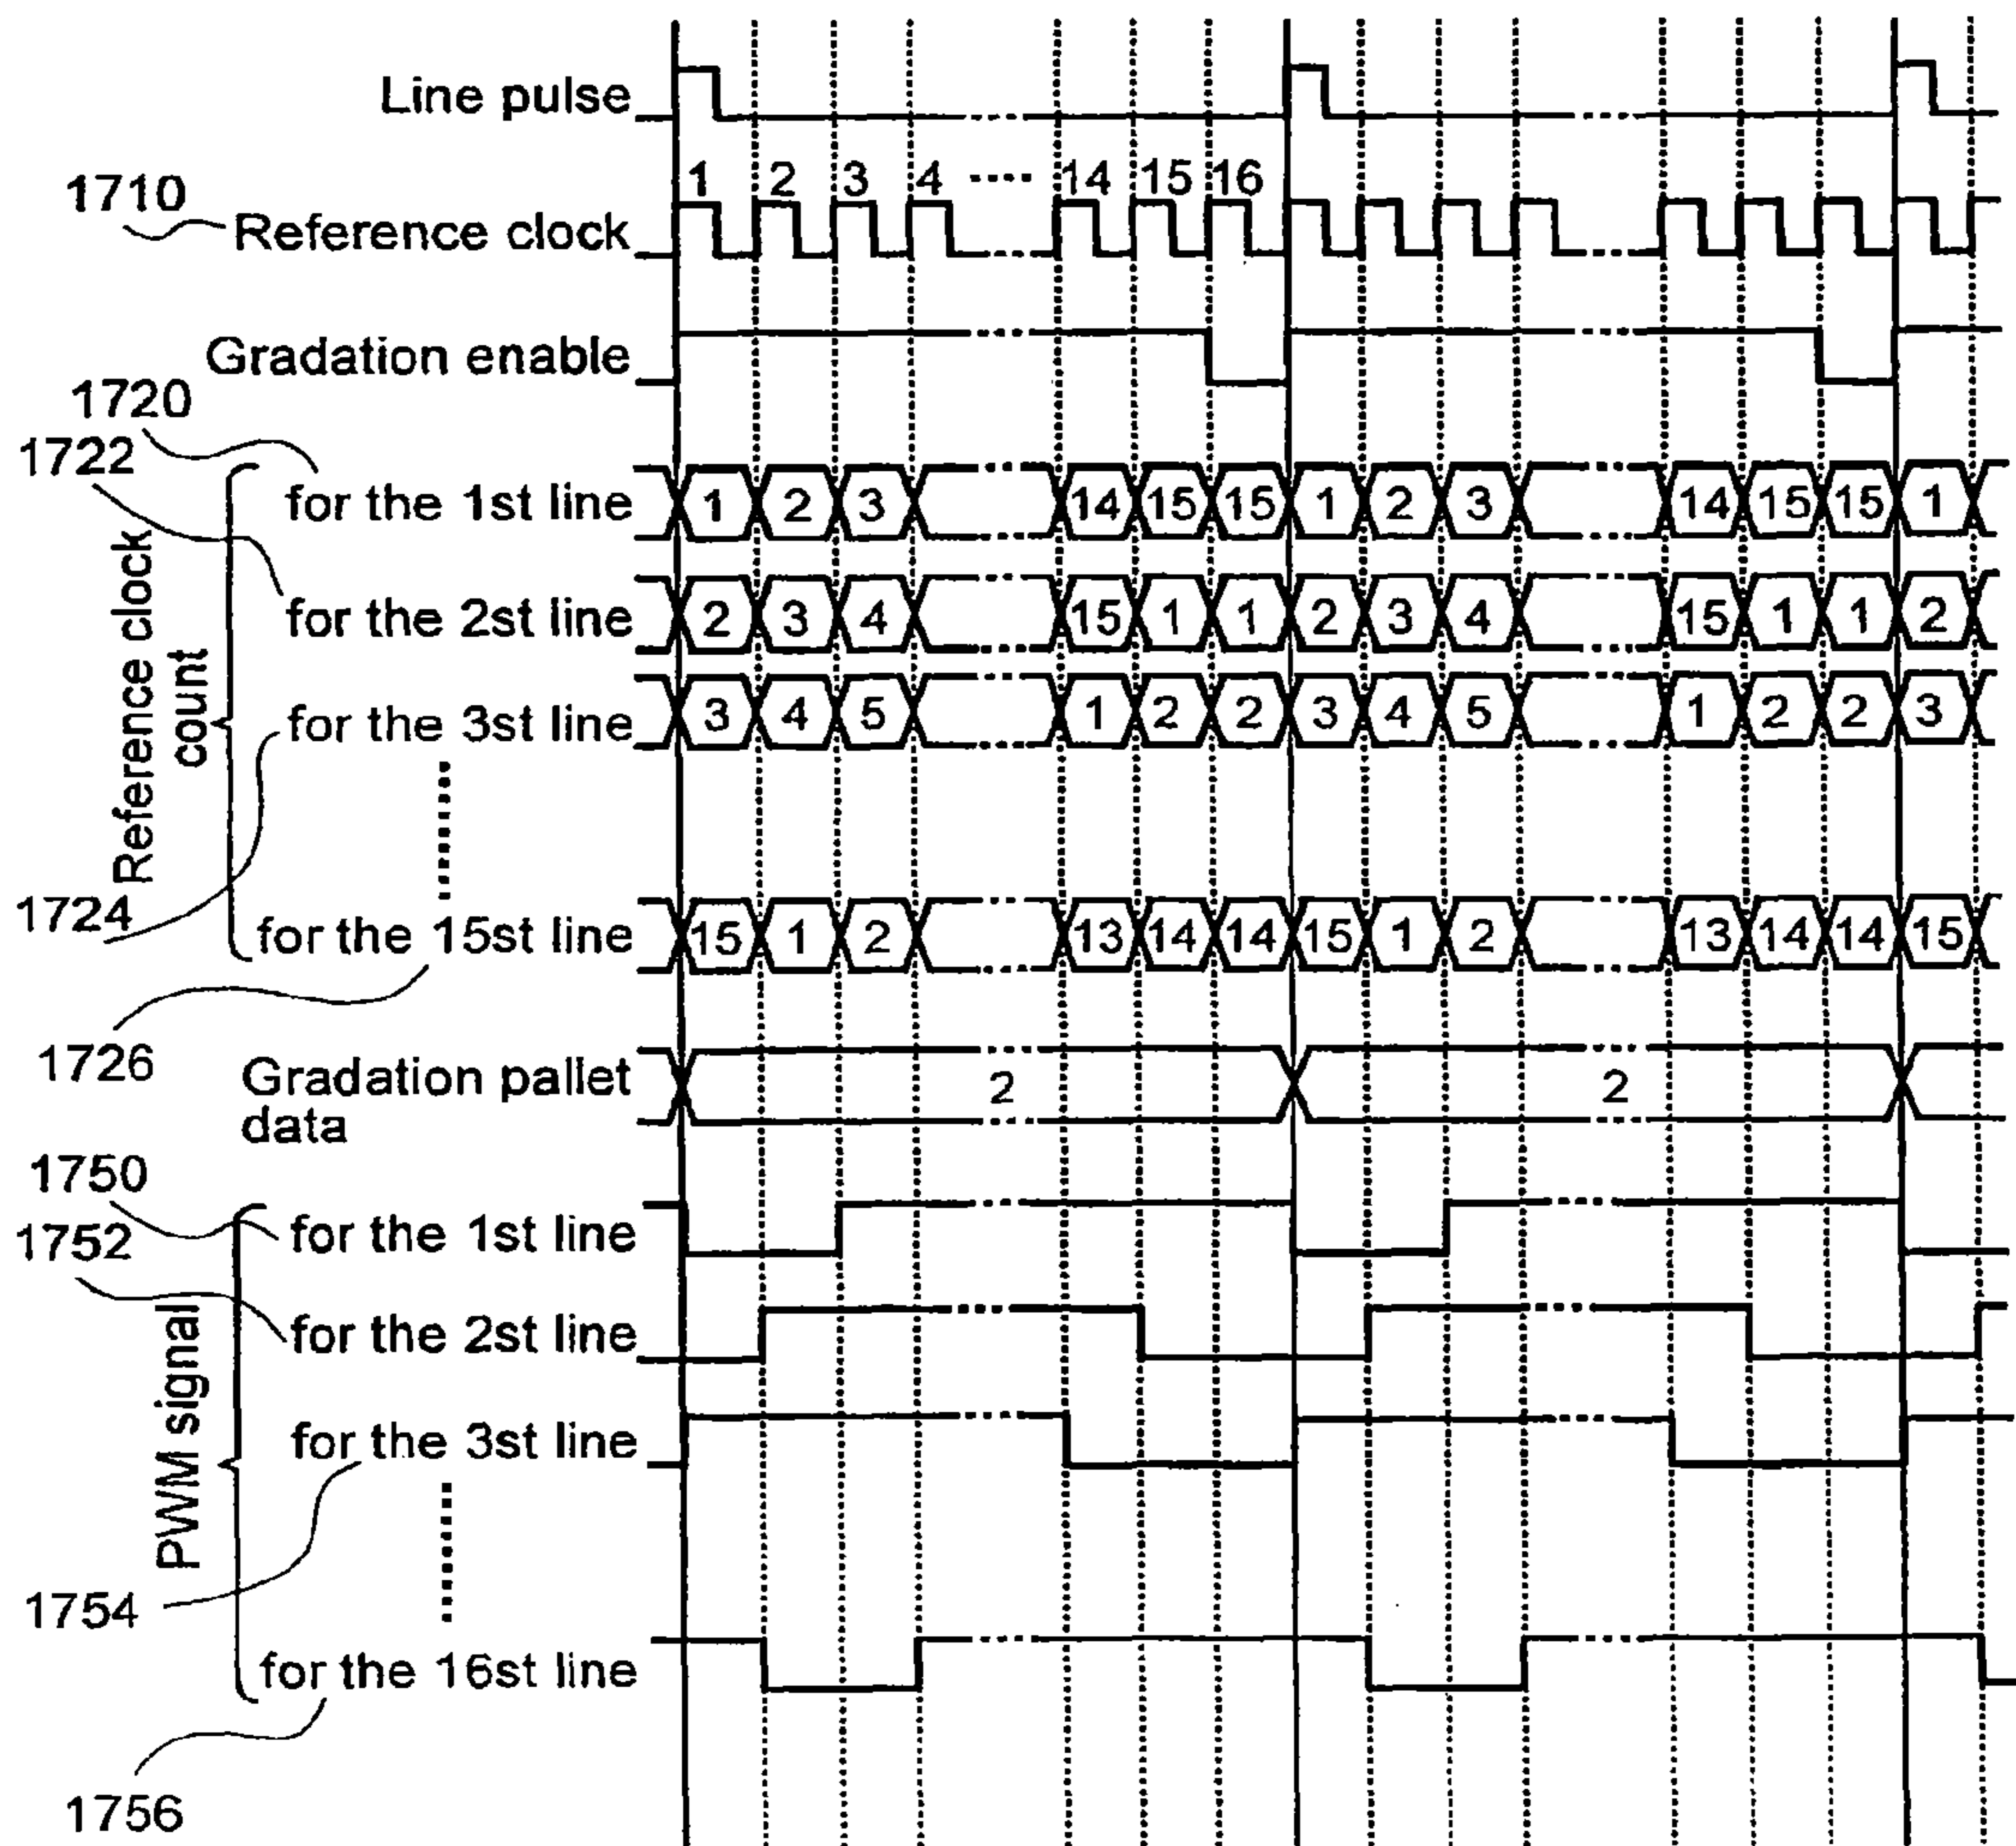 Line pulse
1 2 3 4 14 15 16
1710
Reference clock
Gradation enable
1720
1722
Reference clock count
for the 1st line 1 2 3 14 15 15 1 2 3 14 15 15 1
for the 2st line 2 3 4 15 1 1 2 3 4 15 1 1 2
for the 3st line 3 4 5 1 2 2 3 4 5 1 2 2 3
1724
for the 15st line 15 1 2 13 14 14 15 1 2 13 14 14 15
1726
Gradation pallet 2 2
data
1750
1752
PWM signal
for the 1st line
for the 2st line
for the 3st line
1754
for the 16st line
1756